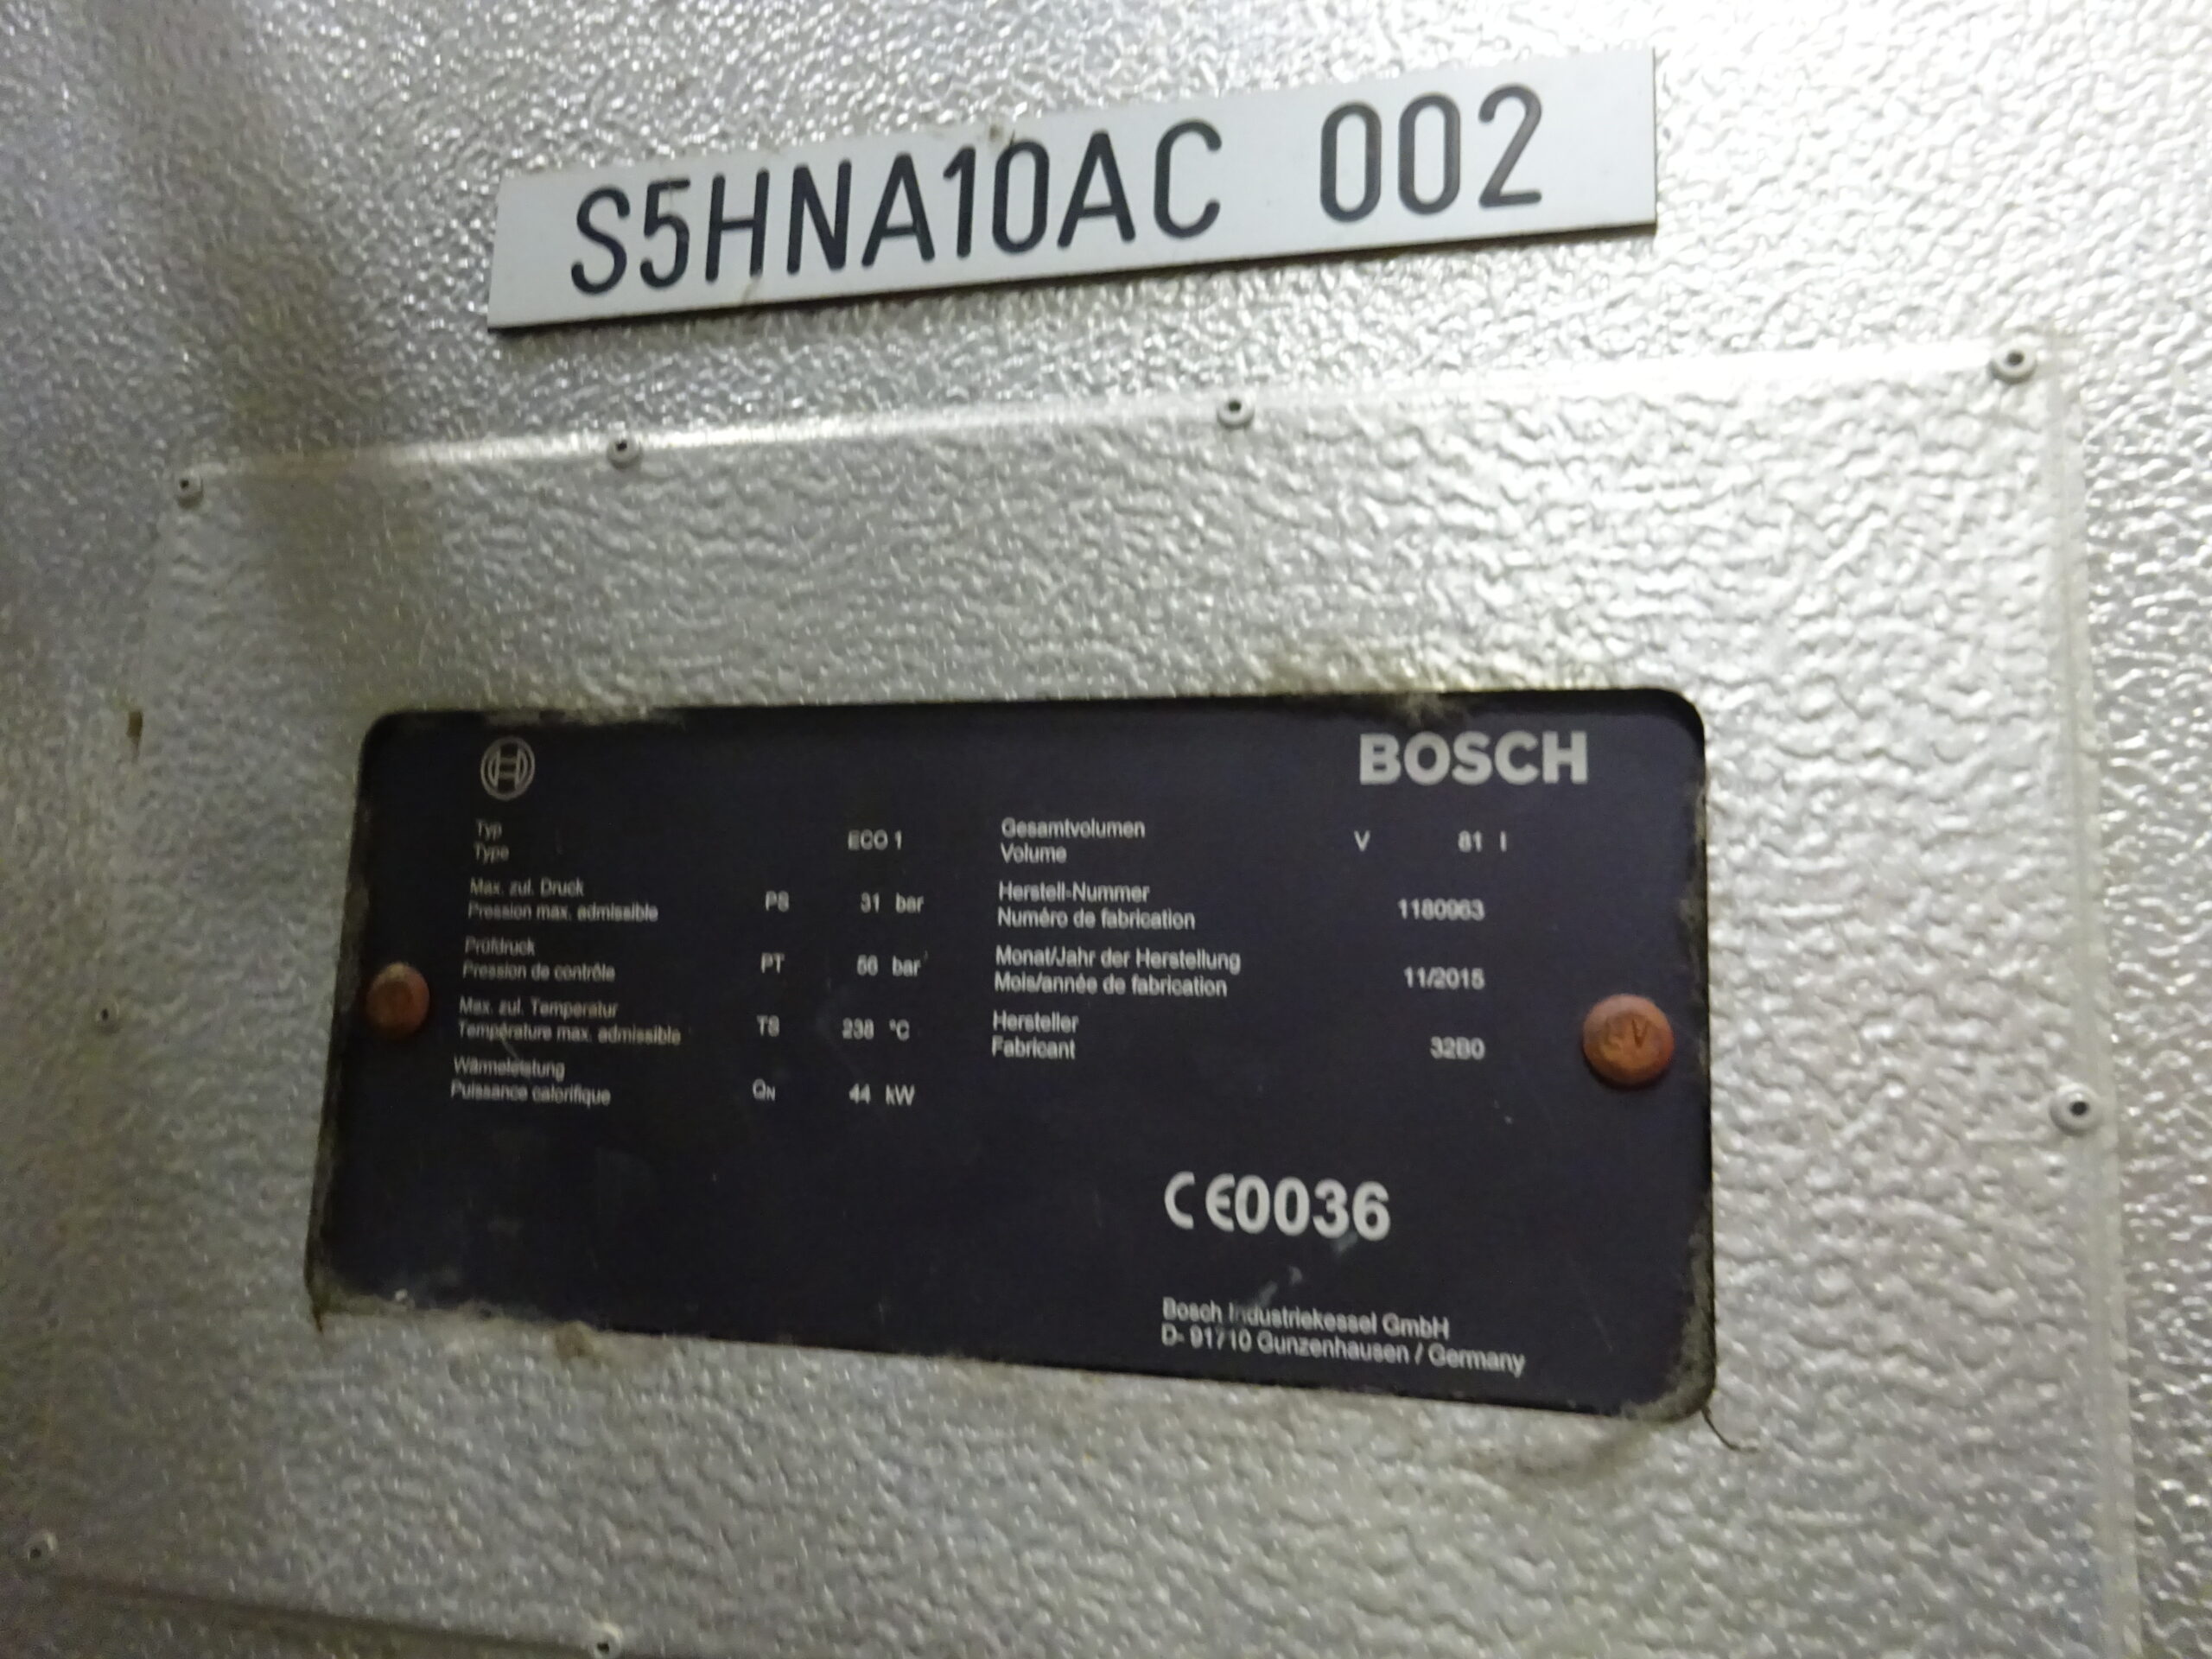 S5HNA10AC 002
BOSCH
Typ
Type
ECO 1
Max. zul. Druck
Pression max. admissible
PS 31 bar
Prüfdruck
Pression de contrôle
PT 56 bar
Max. zul. Temperatur
Température max. admissible
TS 238 °C
Wärmeleistung
Puissance calorifique
QN 44 kW
Gesamtvolumen
Volume
V 81 l
Herstell-Nummer
Numéro de fabrication
1180963
Monat/Jahr der Herstellung
Mois/année de fabrication
11/2015
Hersteller
Fabricant
32B0
CE0036
Bosch Industriekessel GmbH
D- 91710 Gunzenhausen / Germany